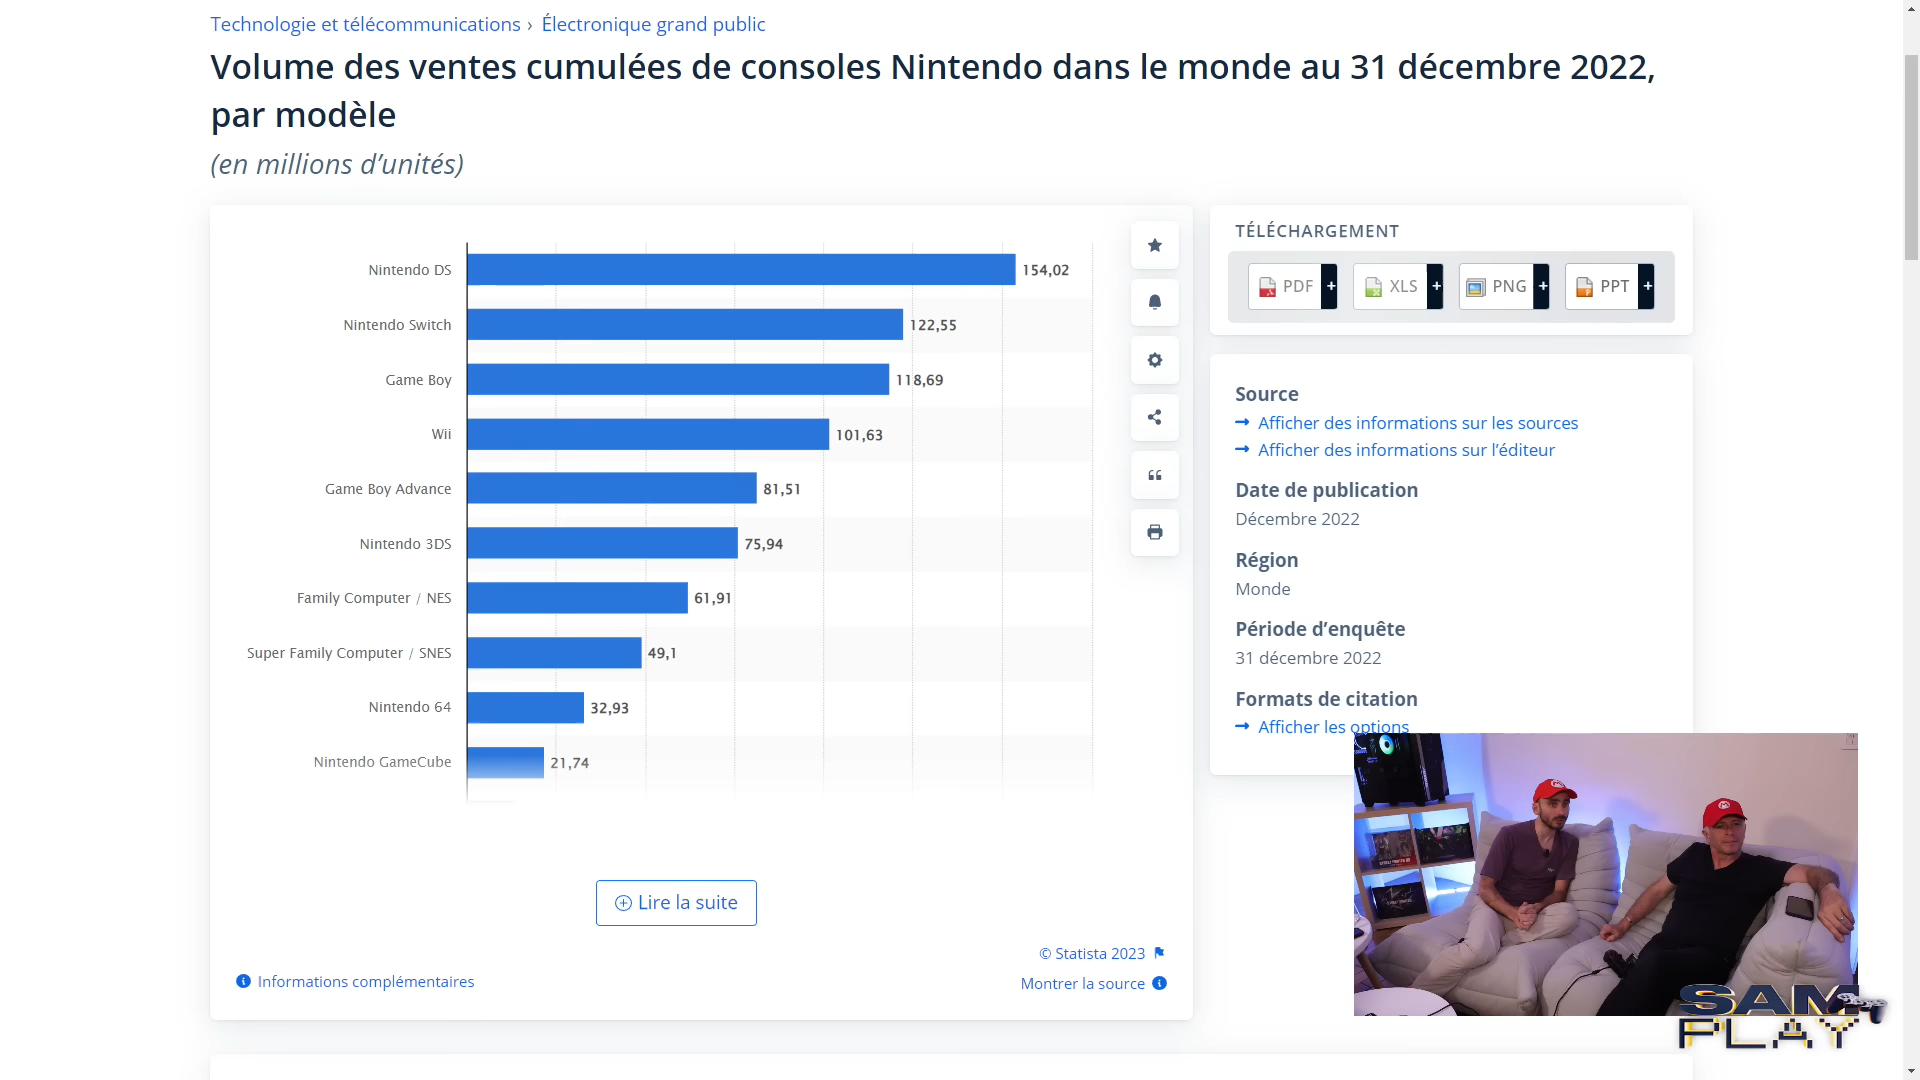 Technologie et télécommunications › Électronique grand public
Volume des ventes cumulées de consoles Nintendo dans le monde au 31 décembre 2022,
par modèle
(en millions d’unités)
Nintendo DS 154,02
Nintendo Switch 122,55
Game Boy 118,69
Wii 101,63
Game Boy Advance 81,51
Nintendo 3DS 75,94
Family Computer / NES 61,91
Super Family Computer / SNES 49,1
Nintendo 64 32,93
Nintendo GameCube 21,74
Lire la suite
© Statista 2023
Informations complémentaires
Montrer la source
TÉLÉCHARGEMENT
PDF + XLS + PNG + PPT +
Source
Afficher des informations sur les sources
Afficher des informations sur l’éditeur
Date de publication
Décembre 2022
Région
Monde
Période d’enquête
31 décembre 2022
Formats de citation
Afficher les options
SAM
PLAY